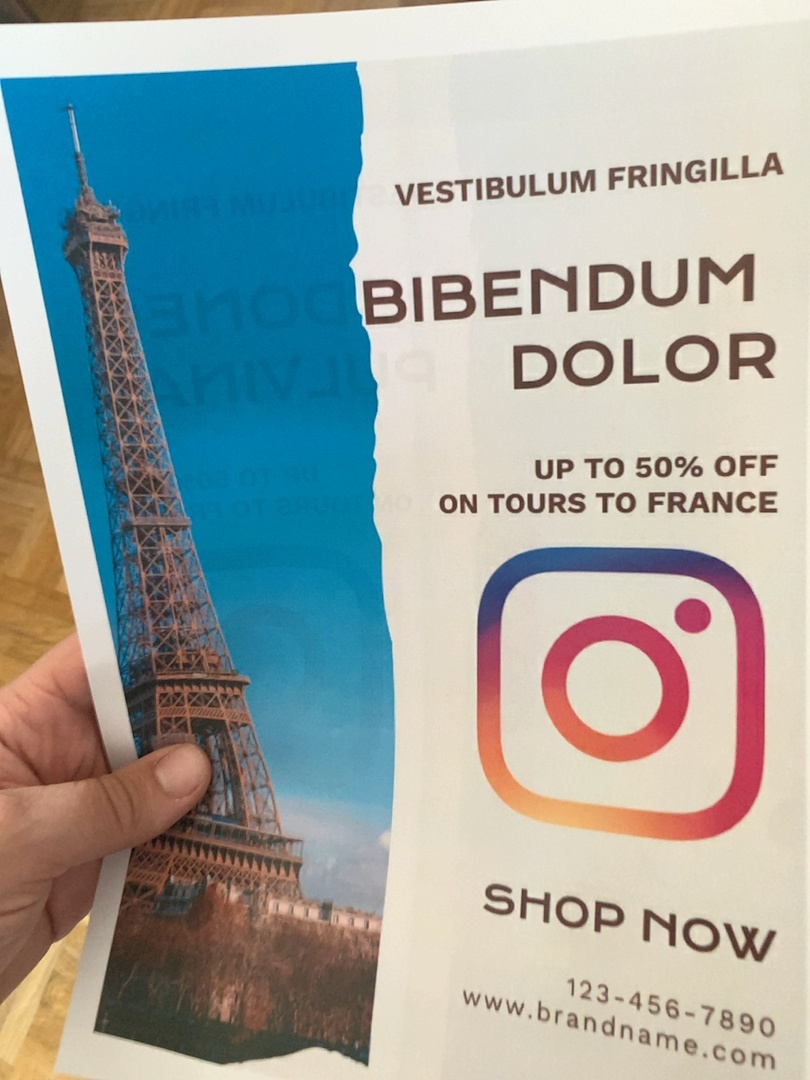 VESTIBULUM FRINGILLA
BIBENDUM
DOLOR
UP TO 50% OFF
ON TOURS TO FRANCE
SHOP NOW
123-456-7890
www.brandname.com